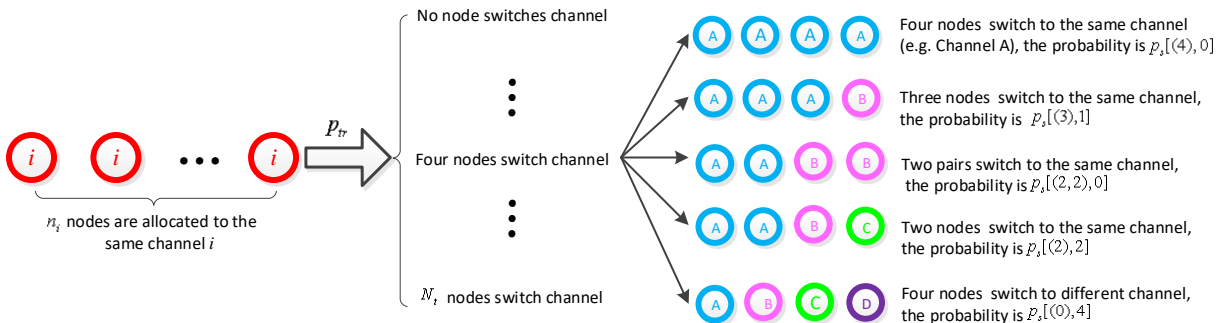 i i i
n_i nodes are allocated to the
same channel i
p_tr
No node switches channel
Four nodes switch channel
N_t nodes switch channel
A A A A
Four nodes switch to the same channel
(e.g. Channel A), the probability is p_s[(4), 0]
A A A B
Three nodes switch to the same channel,
the probability is p_s[(3),1]
A A B B
Two pairs switch to the same channel,
the probability is p_s[(2,2),0]
A A B C
Two nodes switch to the same channel,
the probability is p_s[(2),2]
A B C D
Four nodes switch to different channel,
the probability is p_s[(0),4]